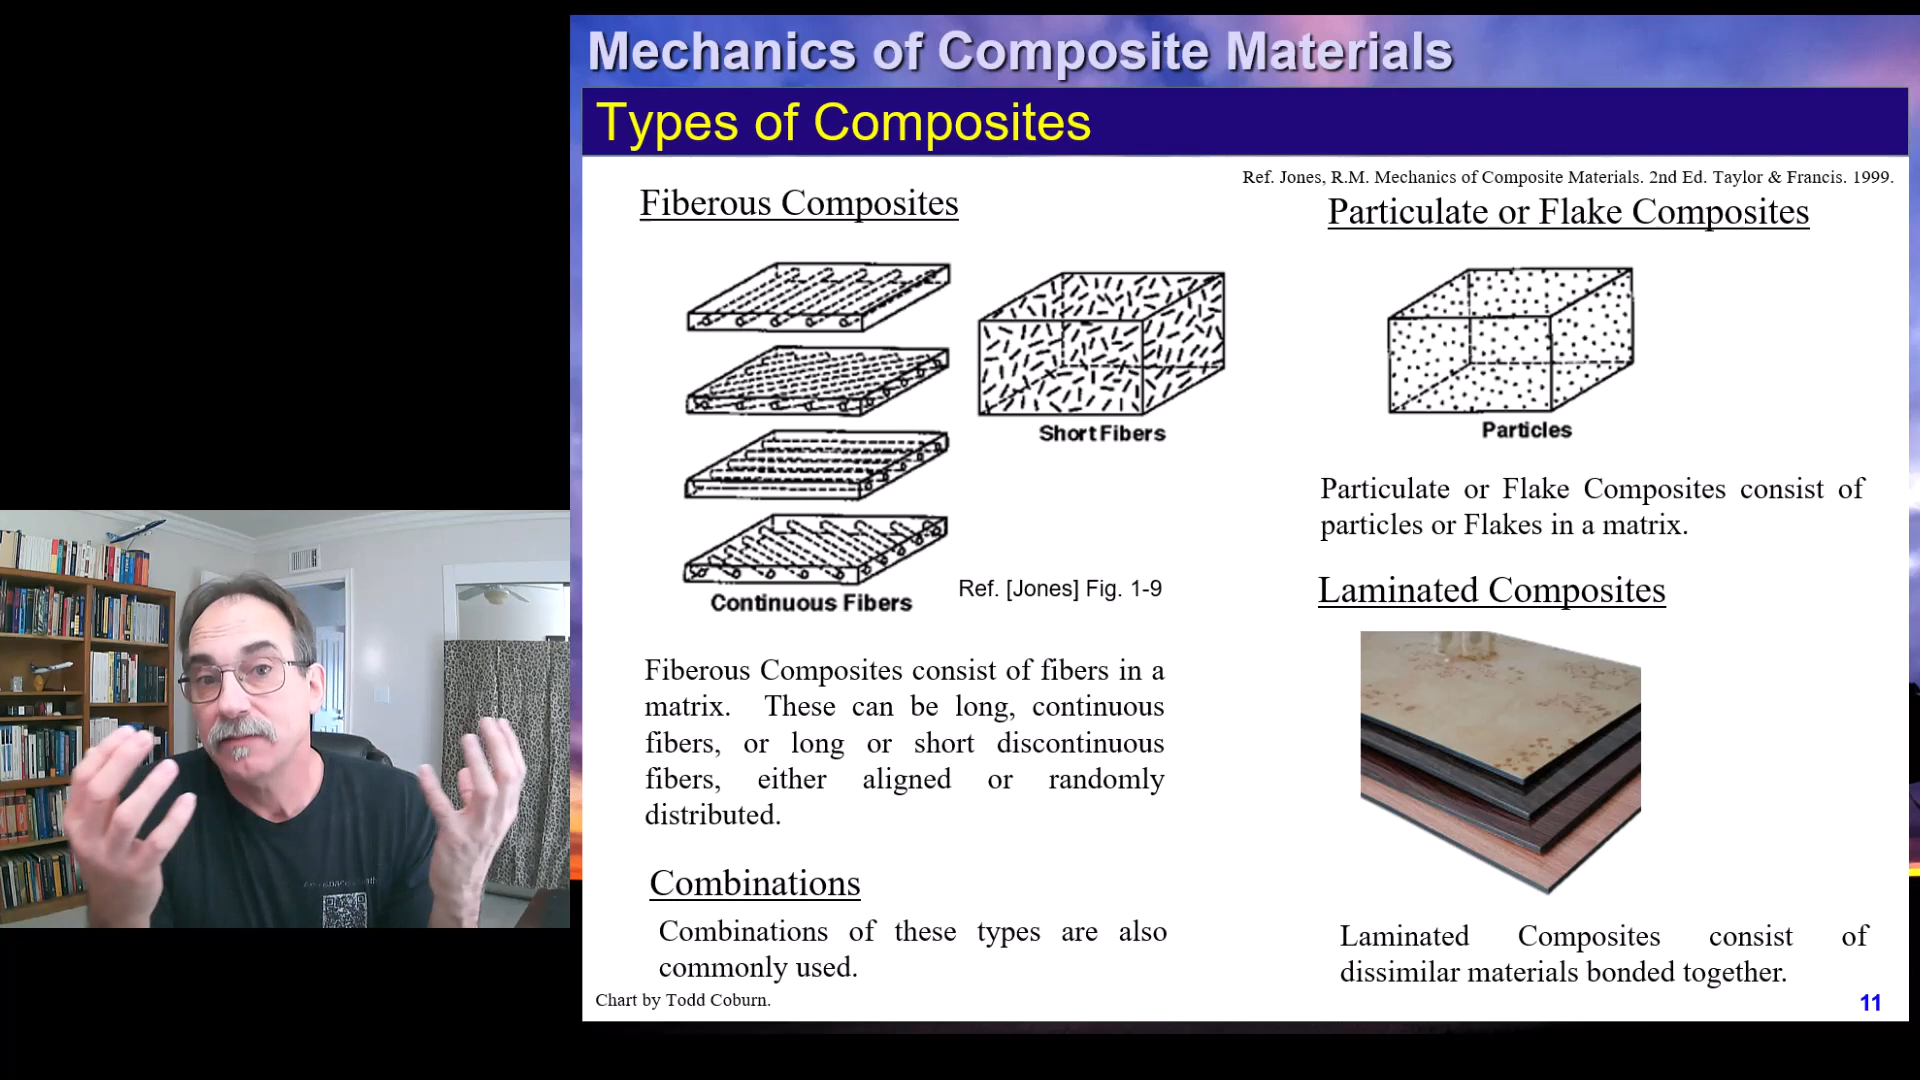 Mechanics of Composite Materials
Types of Composites
Ref. Jones, R.M. Mechanics of Composite Materials. 2nd Ed. Taylor & Francis. 1999.
Fiberous Composites
Short Fibers
Continuous Fibers
Ref. [Jones] Fig. 1-9
Fiberous Composites consist of fibers in a
matrix. These can be long, continuous
fibers, or long or short discontinuous
fibers, either aligned or randomly
distributed.
Combinations
Combinations of these types are also
commonly used.
Chart by Todd Coburn.
Particulate or Flake Composites
Particles
Particulate or Flake Composites consist of
particles or Flakes in a matrix.
Laminated Composites
Laminated Composites consist of
dissimilar materials bonded together.
11